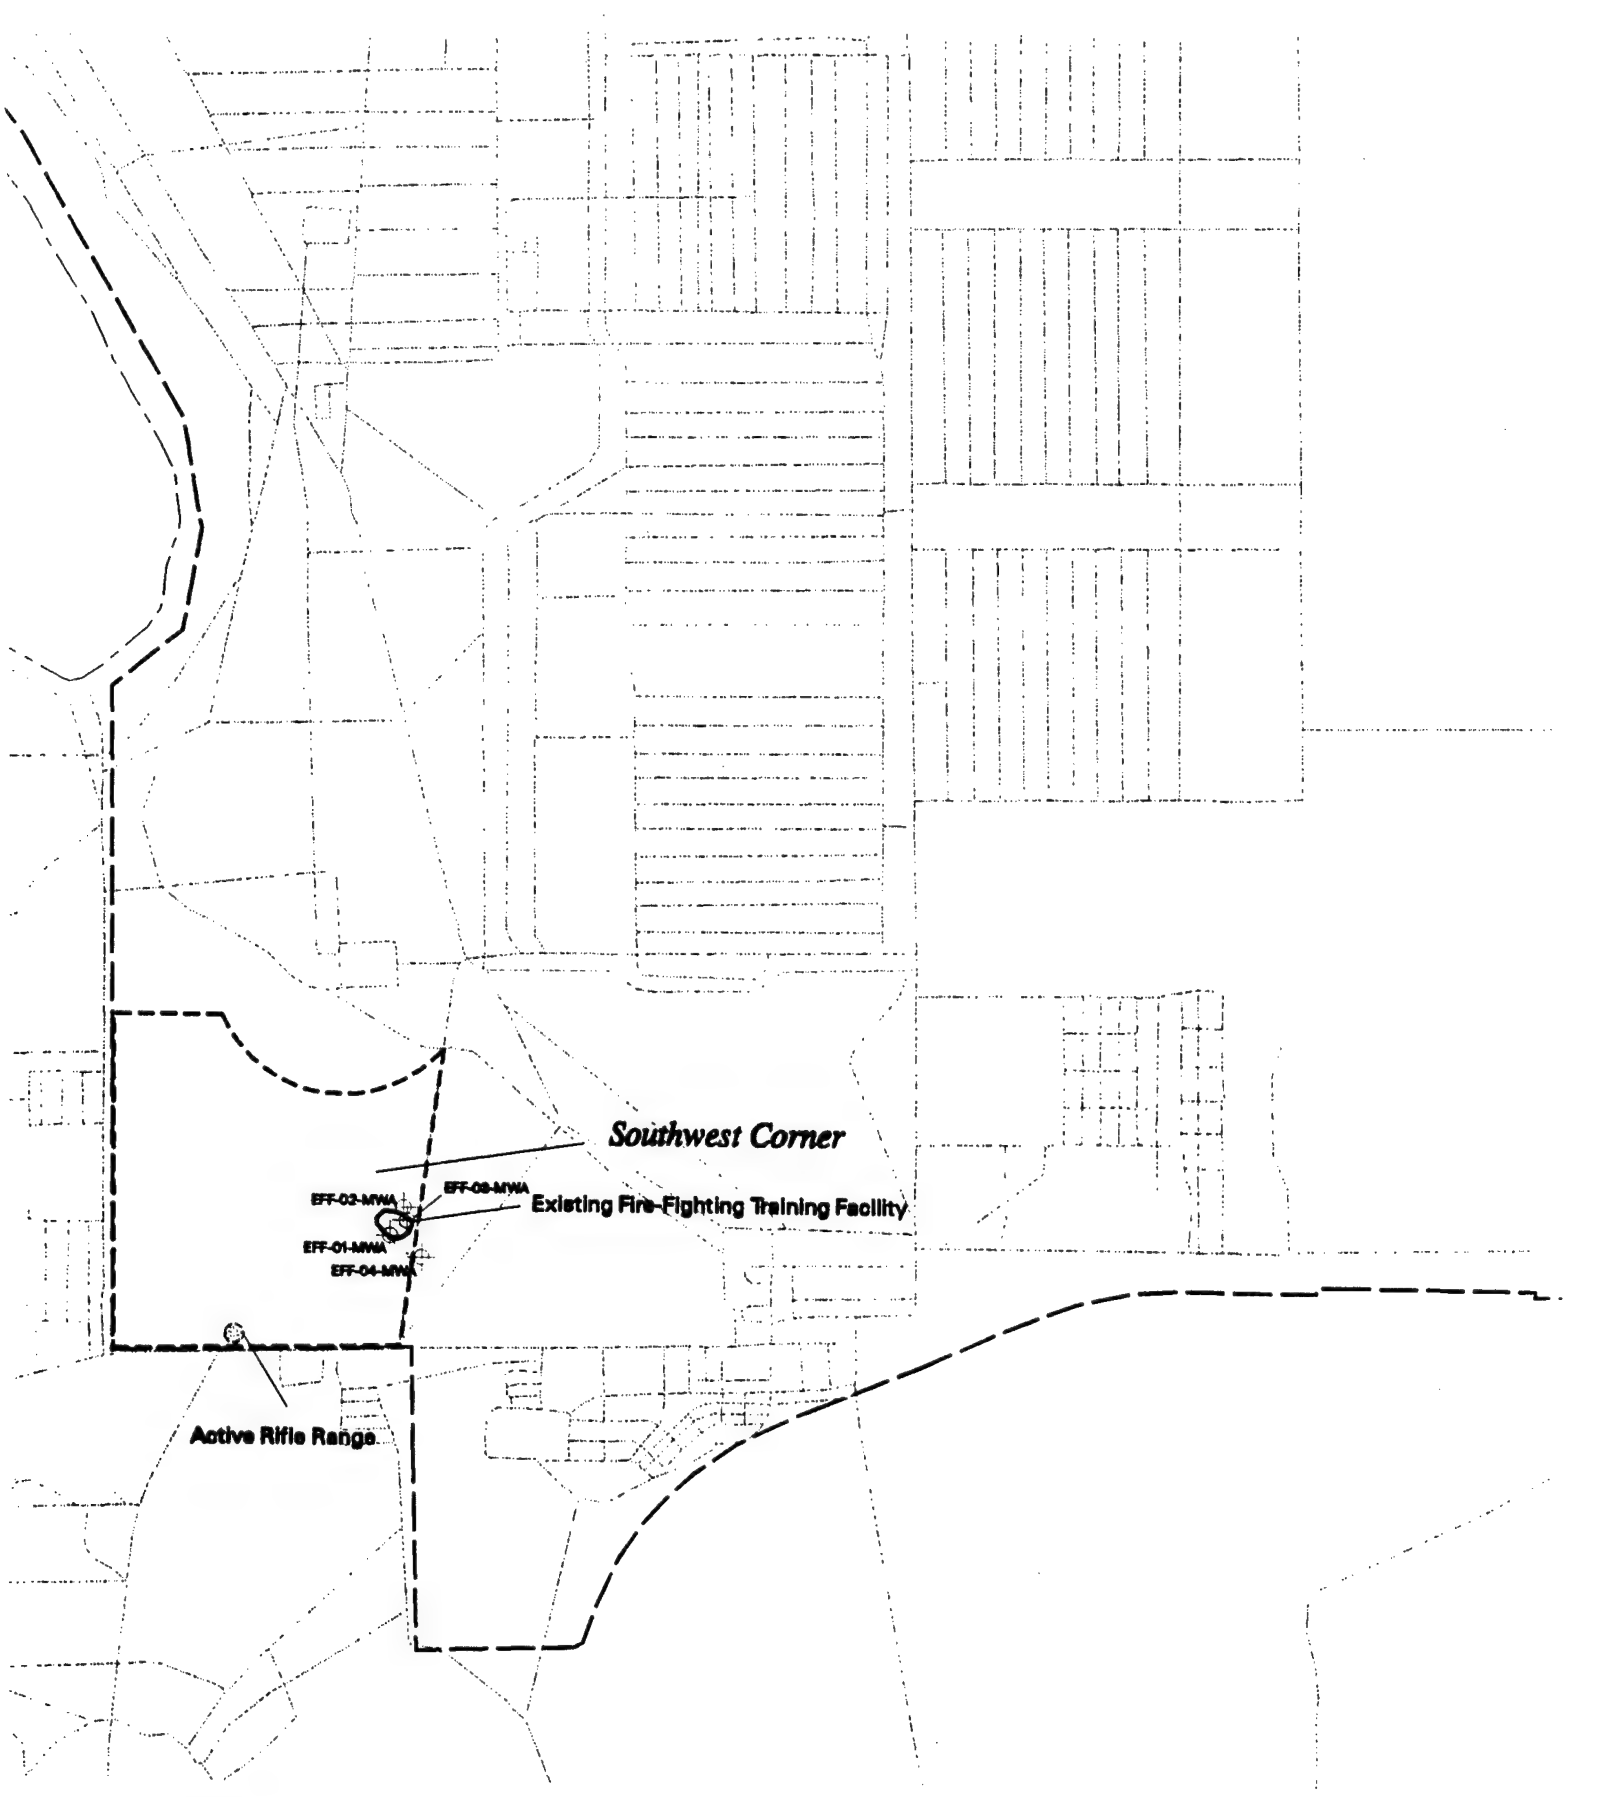 Southwest Corner
EFF-03-MWA
EFF-02-MWA
Existing Fire-Fighting Training Facility
EFF-01-MWA
EFF-04-MWA
Active Rifle Range